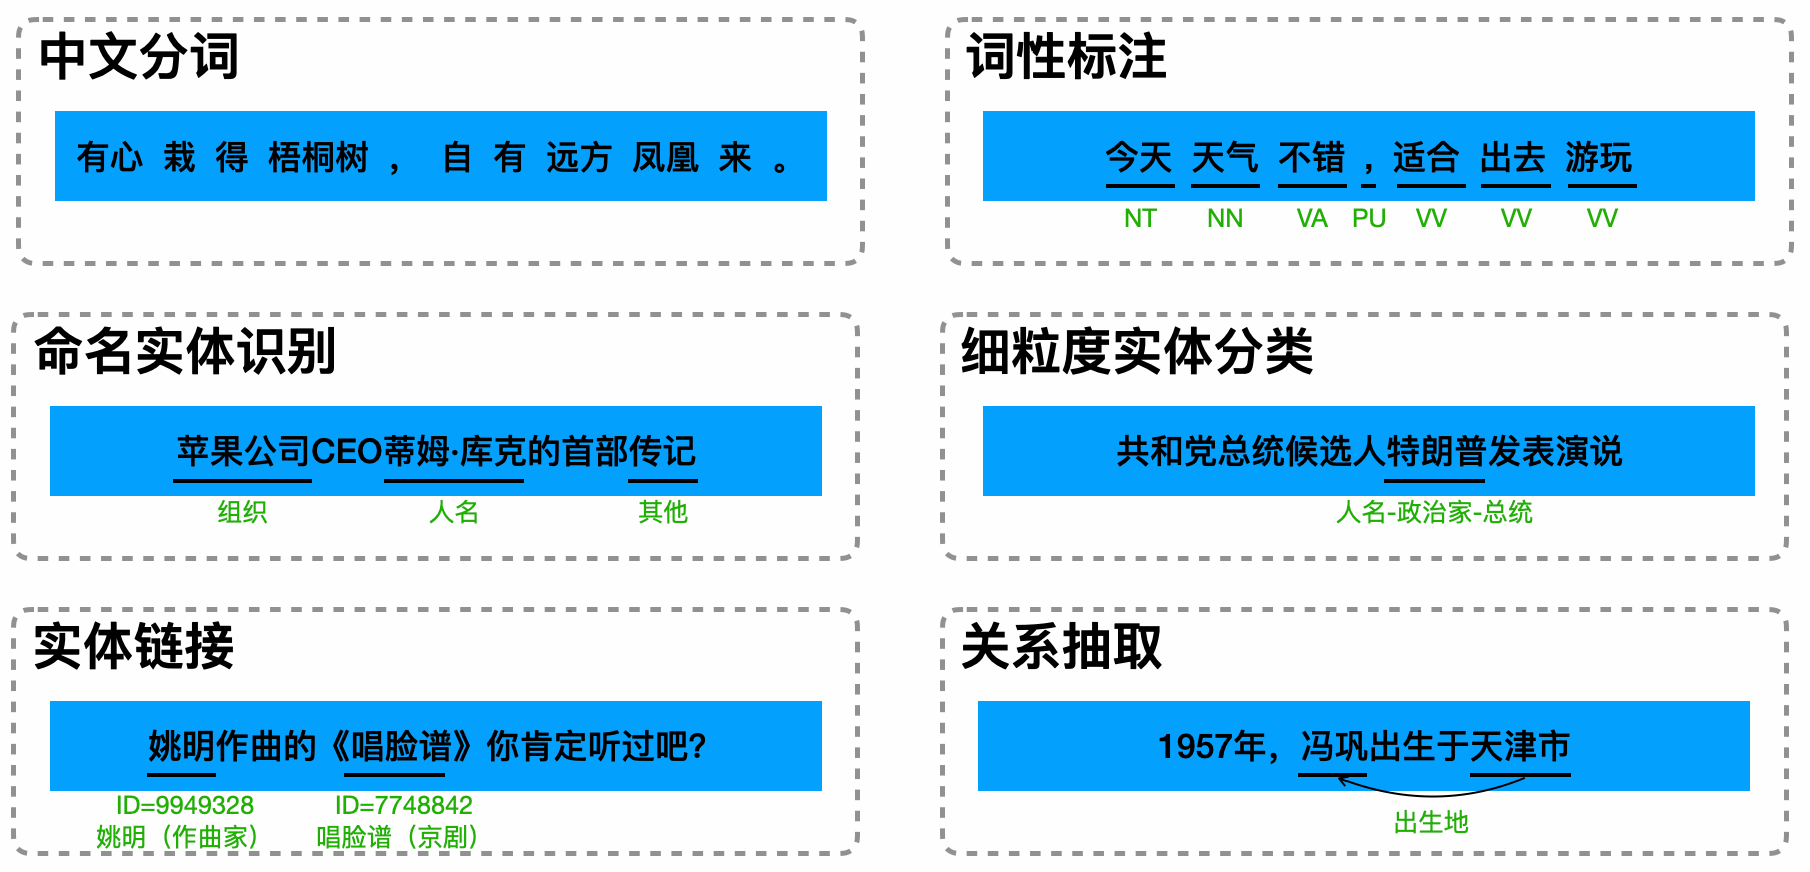 中文分词
有心 栽 得 梧桐树 ， 自 有 远方 凤凰 来 。
词性标注
今天 天气 不错 , 适合 出去 游玩
NT NN VA PU VV VV VV
命名实体识别
苹果公司CEO蒂姆·库克的首部传记
组织 人名 其他
细粒度实体分类
共和党总统候选人特朗普发表演说
人名-政治家-总统
实体链接
姚明作曲的《唱脸谱》你肯定听过吧?
ID=9949328 ID=7748842
姚明（作曲家） 唱脸谱（京剧）
关系抽取
1957年，冯巩出生于天津市
出生地